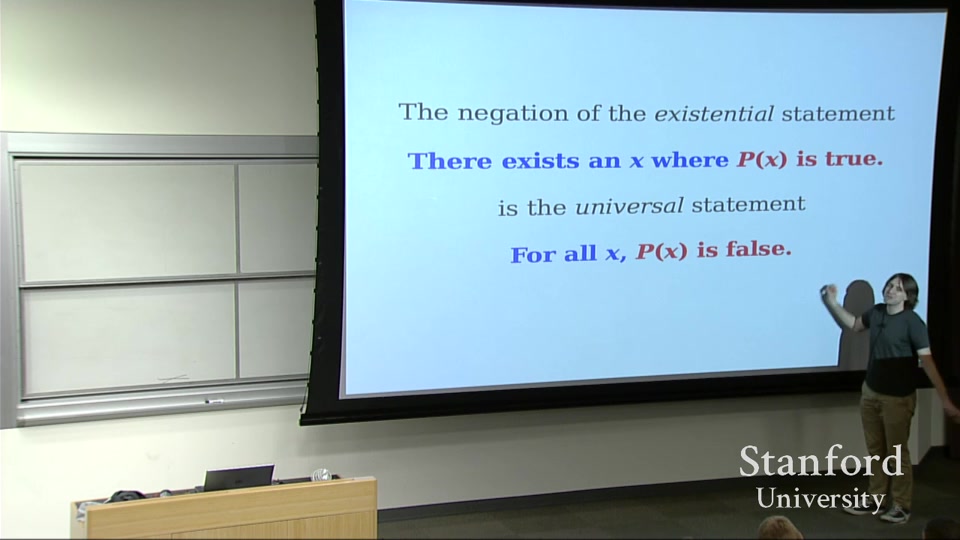 The negation of the existential statement
There exists an x where P(x) is true.
is the universal statement
For all x, P(x) is false.
Stanford
University